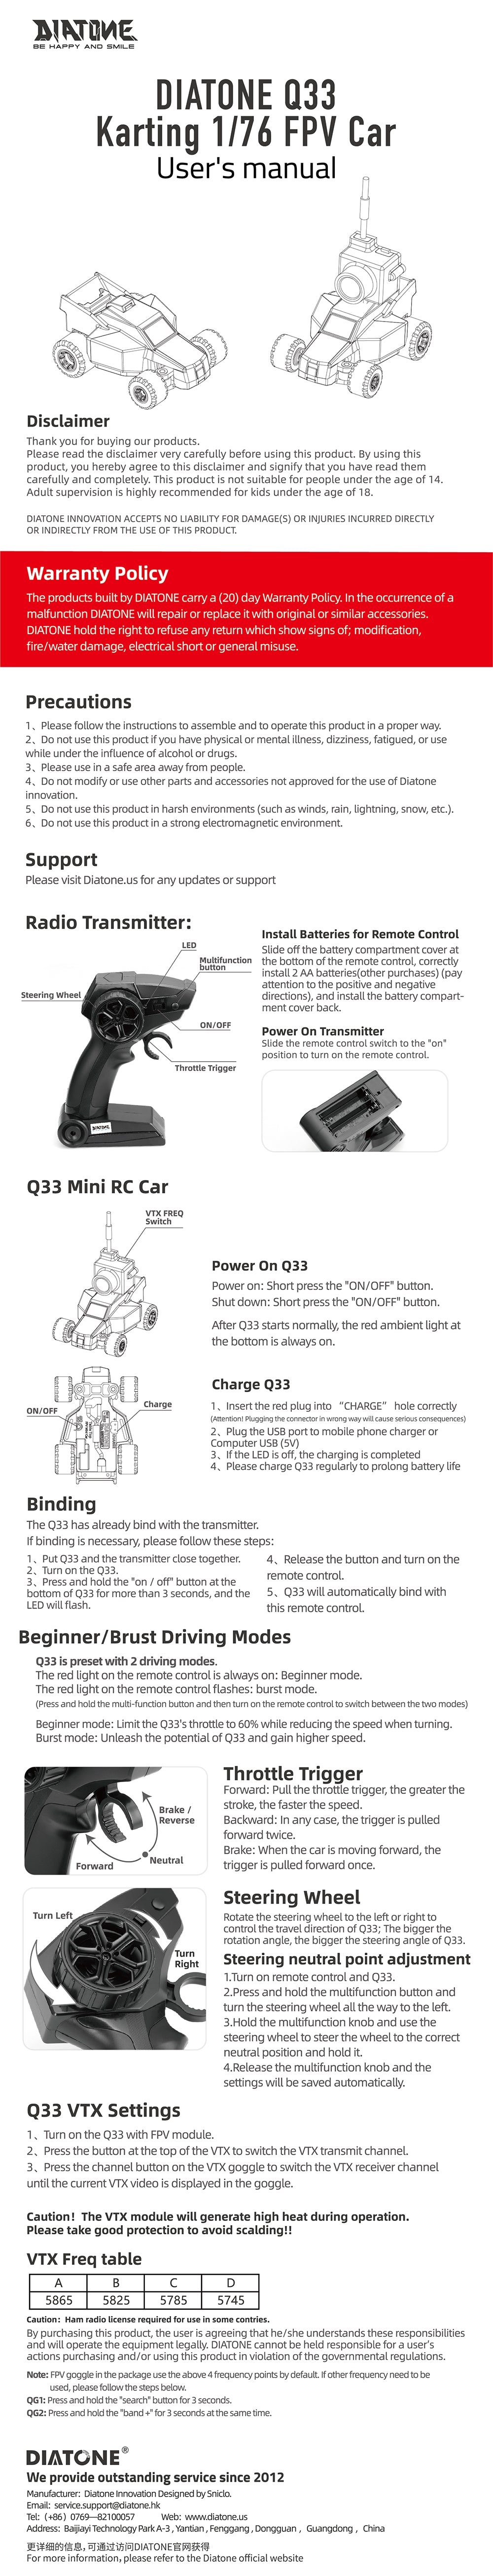 DIATONE
BE HAPPY AND SMILE
DIATONE Q33
Karting 1/76 FPV Car
User's manual
Disclaimer
Thank you for buying our products.
Please read the disclaimer very carefully before using this product. By using this
product, you hereby agree to this disclaimer and signify that you have read them
carefully and completely. This product is not suitable for people under the age of 14.
Adult supervision is highly recommended for kids under the age of 18.
DIATONE INNOVATION ACCEPTS NO LIABILITY FOR DAMAGE(S) OR INJURIES INCURRED DIRECTLY
OR INDIRECTLY FROM THE USE OF THIS PRODUCT.
Warranty Policy
The products built by DIATONE carry a (20) day Warranty Policy. In the occurrence of a
malfunction DIATONE will repair or replace it with original or similar accessories.
DIATONE hold the right to refuse any return which show signs of; modification,
fire/water damage, electrical short or general misuse.
Precautions
1、Please follow the instructions to assemble and to operate this product in a proper way.
2、Do not use this product if you have physical or mental illness, dizziness, fatigued, or use
while under the influence of alcohol or drugs.
3、Please use in a safe area away from people.
4、Do not modify or use other parts and accessories not approved for the use of Diatone
innovation.
5、Do not use this product in harsh environments (such as winds, rain, lightning, snow, etc.).
6、Do not use this product in a strong electromagnetic environment.
Support
Please visit Diatone.us for any updates or support
Radio Transmitter:
LED
Multifunction
button
Steering Wheel
ON/OFF
Throttle Trigger
DIATONE
Install Batteries for Remote Control
Slide off the battery compartment cover at
the bottom of the remote control, correctly
install 2 AA batteries(other purchases) (pay
attention to the positive and negative
directions), and install the battery compart-
ment cover back.
Power On Transmitter
Slide the remote control switch to the "on"
position to turn on the remote control.
Q33 Mini RC Car
VTX FREQ
Switch
Power On Q33
Power on: Short press the "ON/OFF" button.
Shut down: Short press the "ON/OFF" button.
After Q33 starts normally, the red ambient light at
the bottom is always on.
ON/OFF
Charge
Charge Q33
1、Insert the red plug into “CHARGE” hole correctly
(Attention! Plugging the connector in wrong way will cause serious consequences)
2、Plug the USB port to mobile phone charger or
Computer USB (5V)
3、If the LED is off, the charging is completed
4、Please charge Q33 regularly to prolong battery life
Binding
The Q33 has already bind with the transmitter.
If binding is necessary, please follow these steps:
1、Put Q33 and the transmitter close together.
2、Turn on the Q33.
3、Press and hold the "on / off" button at the
bottom of Q33 for more than 3 seconds, and the
LED will flash.
4、Release the button and turn on the
remote control.
5、Q33 will automatically bind with
this remote control.
Beginner/Brust Driving Modes
Q33 is preset with 2 driving modes.
The red light on the remote control is always on: Beginner mode.
The red light on the remote control flashes: burst mode.
(Press and hold the multi-function button and then turn on the remote control to switch between the two modes)
Beginner mode: Limit the Q33's throttle to 60% while reducing the speed when turning.
Burst mode: Unleash the potential of Q33 and gain higher speed.
Brake /
Reverse
Neutral
Forward
Throttle Trigger
Forward: Pull the throttle trigger, the greater the
stroke, the faster the speed.
Backward: In any case, the trigger is pulled
forward twice.
Brake: When the car is moving forward, the
trigger is pulled forward once.
Turn Left
Turn
Right
Steering Wheel
Rotate the steering wheel to the left or right to
control the travel direction of Q33; The bigger the
rotation angle, the bigger the steering angle of Q33.
Steering neutral point adjustment
1.Turn on remote control and Q33.
2.Press and hold the multifunction button and
turn the steering wheel all the way to the left.
3.Hold the multifunction knob and use the
steering wheel to steer the wheel to the correct
neutral position and hold it.
4.Release the multifunction knob and the
settings will be saved automatically.
Q33 VTX Settings
1、Turn on the Q33 with FPV module.
2、Press the button at the top of the VTX to switch the VTX transmit channel.
3、Press the channel button on the VTX goggle to switch the VTX receiver channel
until the current VTX video is displayed in the goggle.
Caution！The VTX module will generate high heat during operation.
Please take good protection to avoid scalding!!
VTX Freq table
A B C D
5865 5825 5785 5745
Caution：Ham radio license required for use in some contries.
By purchasing this product, the user is agreeing that he/she understands these responsibilities
and will operate the equipment legally. DIATONE cannot be held responsible for a user's
actions purchasing and/or using this product in violation of the governmental regulations.
Note: FPV goggle in the package use the above 4 frequency points by default. If other frequency need to be
used, please follow the steps below.
QG1: Press and hold the "search" button for 3 seconds.
QG2: Press and hold the "band +" for 3 seconds at the same time.
DIATONE®
We provide outstanding service since 2012
Manufacturer: Diatone Innovation Designed by Sniclo.
Email: service.support@diatone.hk
Tel:（+86）0769—82100057 Web: www.diatone.us
Address: Baijiayi Technology Park A-3 , Yantian , Fenggang , Dongguan ，Guangdong ，China
更详细的信息，可通过访问DIATONE官网获得
For more information，please refer to the Diatone official website